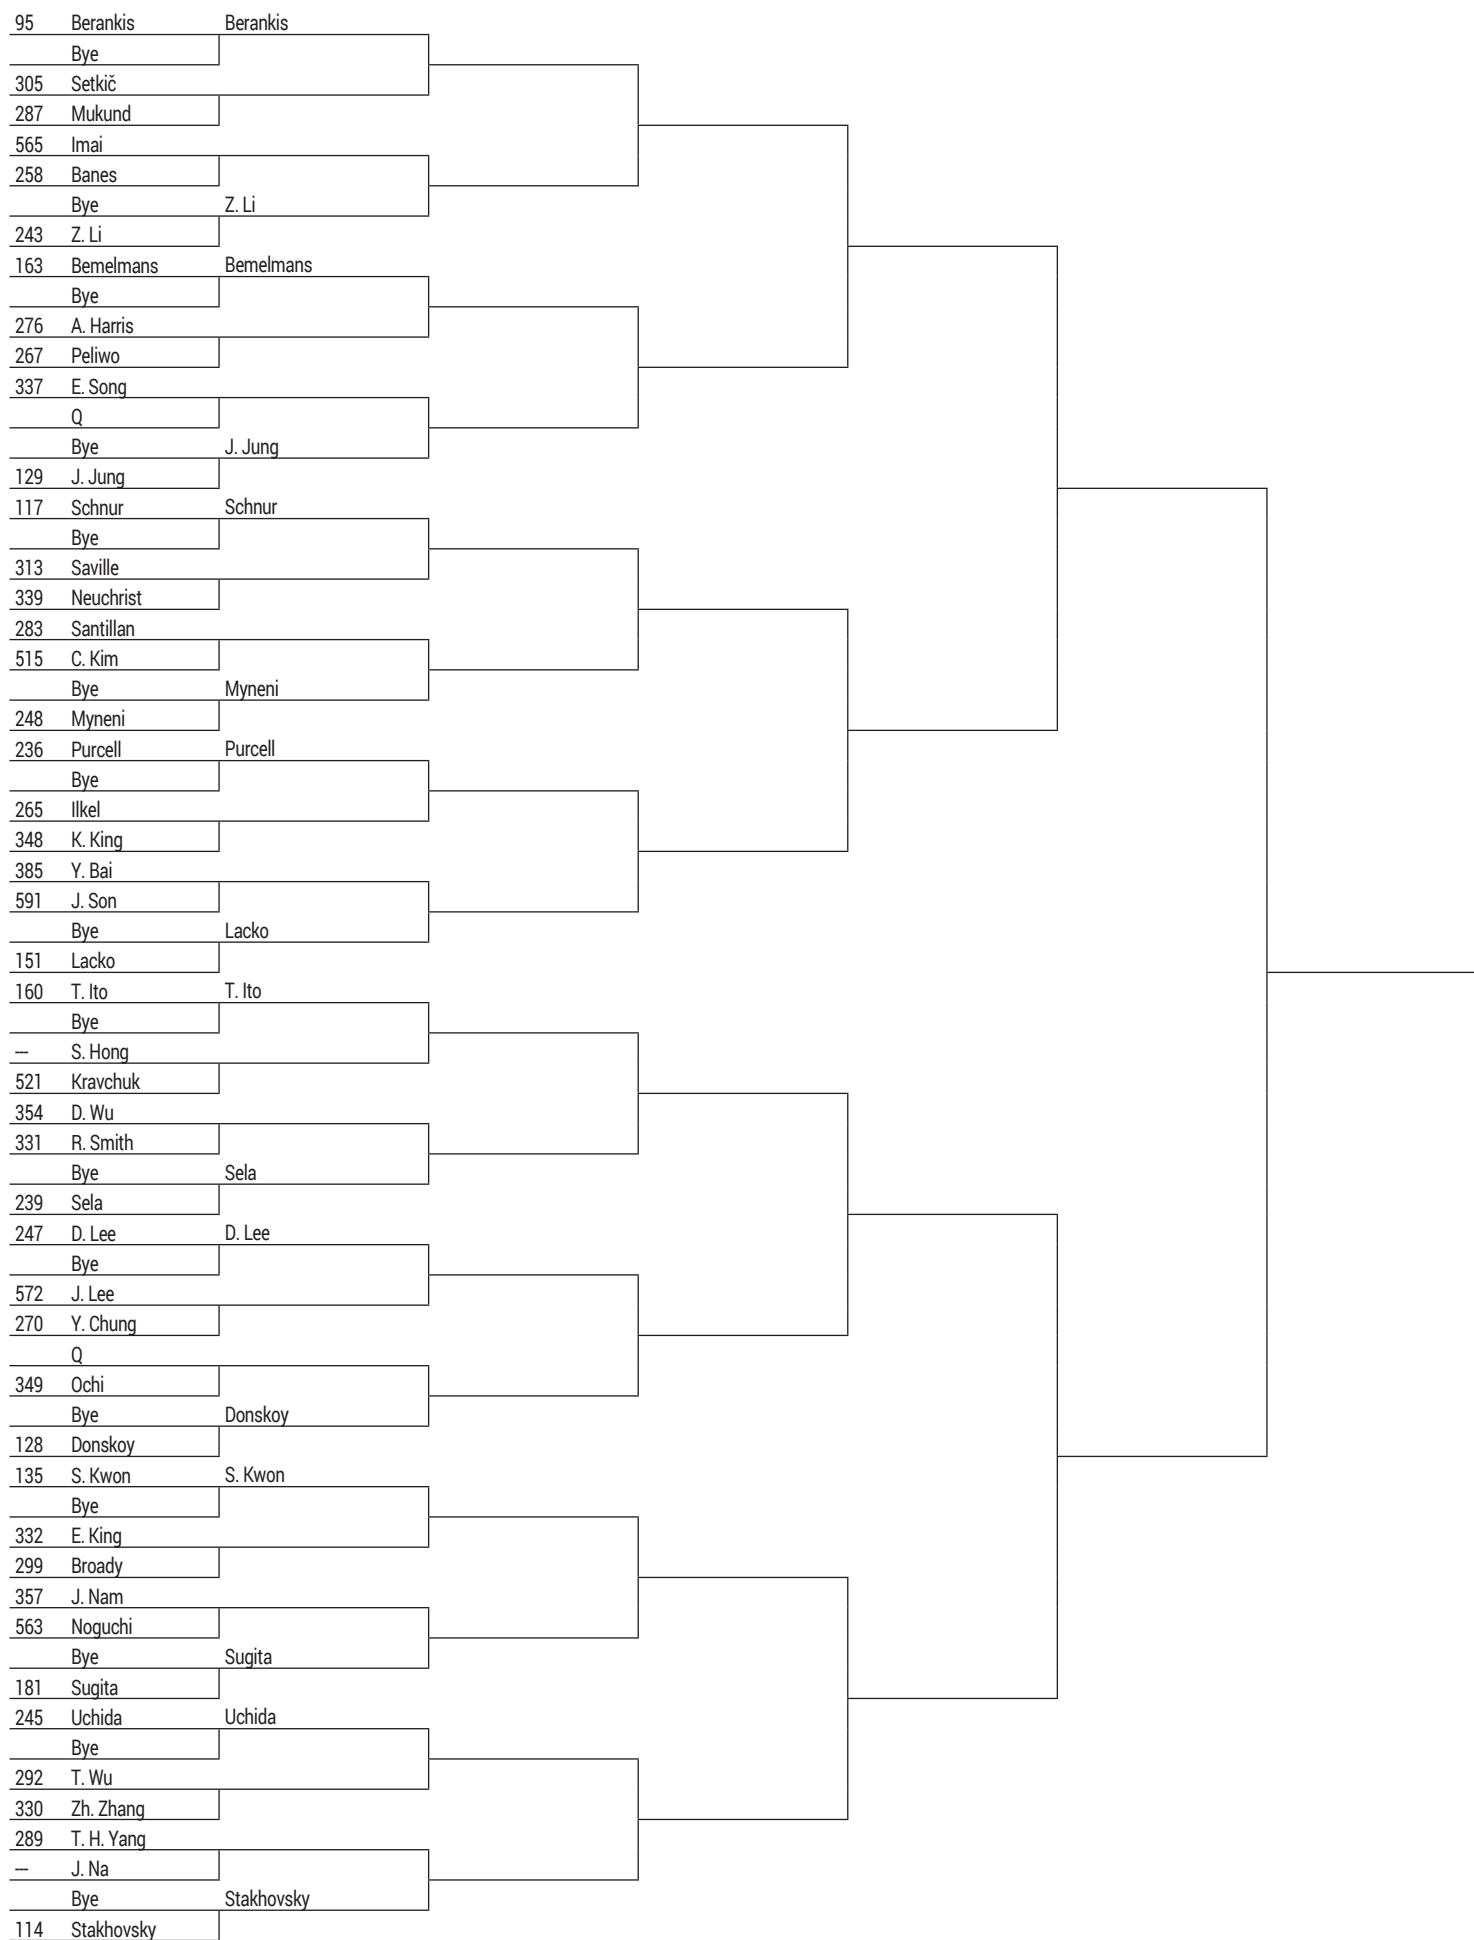 95 Berankis Berankis
Bye
305 Setkič
287 Mukund
565 Imai
258 Banes
Bye Z. Li
243 Z. Li
163 Bemelmans Bemelmans
Bye
276 A. Harris
267 Peliwo
337 E. Song
Q
Bye J. Jung
129 J. Jung
117 Schnur Schnur
Bye
313 Saville
339 Neuchrist
283 Santillan
515 C. Kim
Bye Myneni
248 Myneni
236 Purcell Purcell
Bye
265 Ilkel
348 K. King
385 Y. Bai
591 J. Son
Bye Lacko
151 Lacko
160 T. Ito T. Ito
Bye
--- S. Hong
521 Kravchuk
354 D. Wu
331 R. Smith
Bye Sela
239 Sela
247 D. Lee D. Lee
Bye
572 J. Lee
270 Y. Chung
Q
349 Ochi
Bye Donskoy
128 Donskoy
135 S. Kwon S. Kwon
Bye
332 E. King
299 Broady
357 J. Nam
563 Noguchi
Bye Sugita
181 Sugita
245 Uchida Uchida
Bye
292 T. Wu
330 Zh. Zhang
289 T. H. Yang
--- J. Na
Bye Stakhovsky
114 Stakhovsky